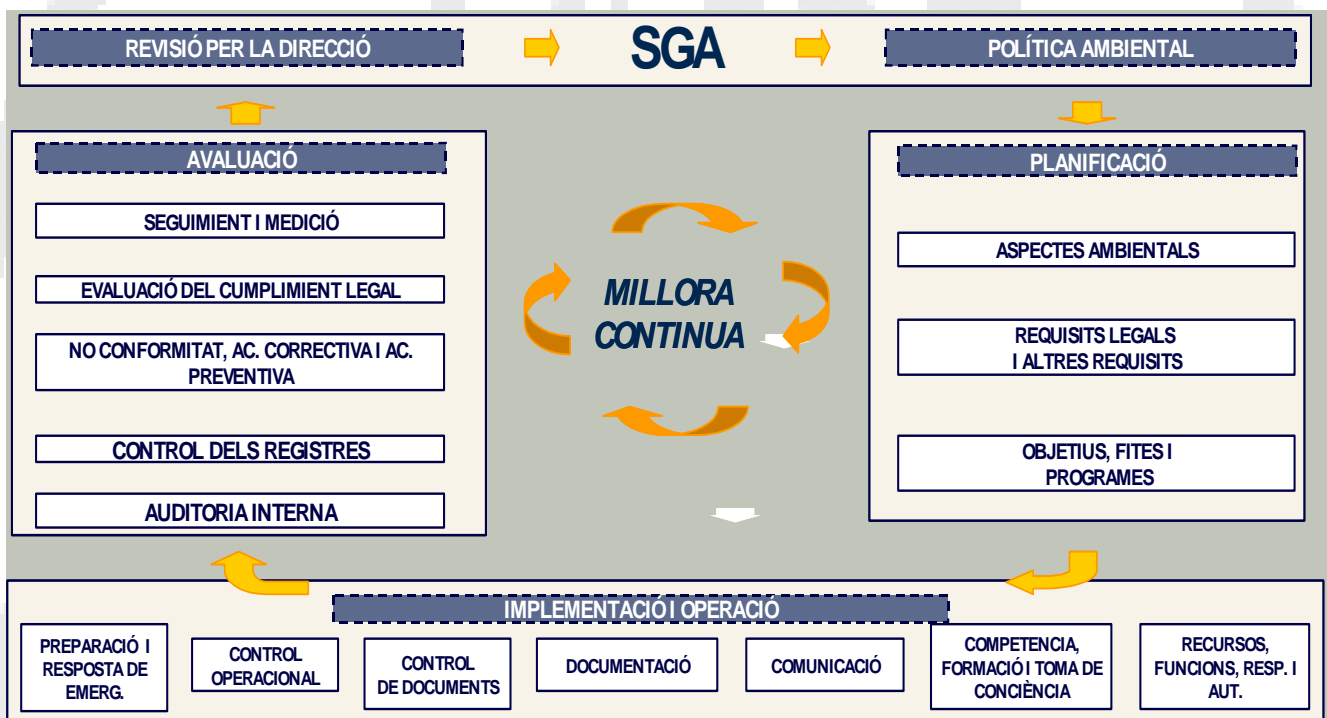 REVISIÓ PER LA DIRECCIÓ
SGA
POLÍTICA AMBIENTAL
AVALUACIÓ
SEGUIMIENT I MEDICIÓ
EVALUACIÓ DEL CUMPLIMIENT LEGAL
NO CONFORMITAT, AC. CORRECTIVA I AC.
PREVENTIVA
CONTROL DELS REGISTRES
AUDITORIA INTERNA
MILLORA
CONTINUA
PLANIFICACIÓ
ASPECTES AMBIENTALS
REQUISITS LEGALS
I ALTRES REQUISITS
OBJETIUS, FITES I
PROGRAMES
IMPLEMENTACIÓ I OPERACIÓ
PREPARACIÓ I
RESPOSTA DE
EMERG.
CONTROL
OPERACIONAL
CONTROL
DE DOCUMENTS
DOCUMENTACIÓ
COMUNICACIÓ
COMPETENCIA,
FORMACIÓ I TOMA DE
CONCIÈNCIA
RECURSOS,
FUNCIONS, RESP. I
AUT.